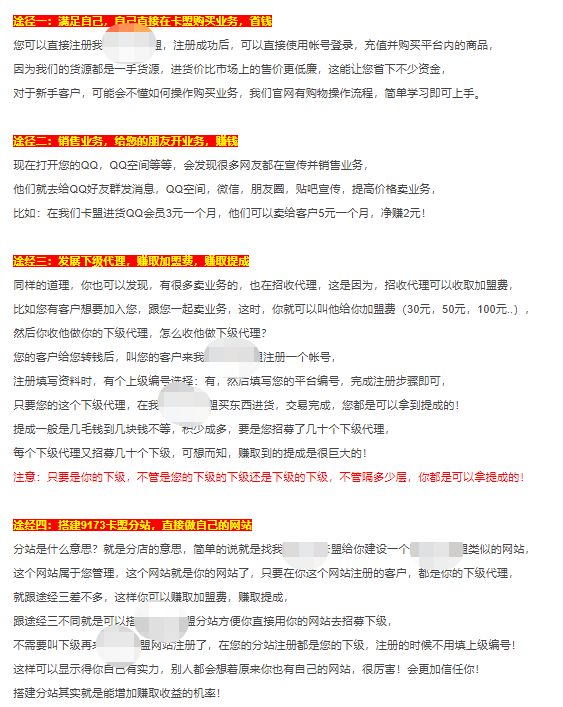 途径一：满足自己，自己直接在卡盟购买业务，省钱
您可以直接注册我盟，注册成功后，可以直接使用帐号登录，充值并购买平台内的商品，
因为我们的货源都是一手货源，进货价比市场上的售价更低廉，这能让您省下不少资金，
对于新手客户，可能会不懂如何操作购买业务，我们官网有购物操作流程，简单学习即可上手。
途径二：销售业务，给您的朋友开业务，赚钱
现在打开您的QQ，QQ空间等等，会发现很多网友都在宣传并销售业务，
他们就去给QQ好友群发消息，QQ空间，微信，朋友圈，贴吧宣传，提高价格卖业务，
比如：在我们卡盟进货QQ会员3元一个月，他们可以卖给客户5元一个月，净赚2元！
途经三：发展下级代理，赚取加盟费，赚取提成
同样的道理，你也可以发现，有很多卖业务的，也在招收代理，这是因为，招收代理可以收取加盟费，
比如您有客户想要加入您，跟您一起卖业务，这时，你就可以叫他给你加盟费（30元，50元，100元..），
然后你收他做你的下级代理，怎么收他做下级代理？
您的客户给您转钱后，叫您的客户来我盟注册一个帐号，
注册填写资料时，有个上级编号选择：有，然后填写您的平台编号，完成注册步骤即可，
只要您的这个下级代理，在我盟买东西进货，交易完成，您都是可以拿到提成的！
提成一般是几毛钱到几块钱不等，积少成多，要是您招募了几十个下级代理，
每个下级代理又招募几十个下级，可想而知，赚取到的提成是很巨大的！
注意：只要是你的下级，不管是您的下级的下级还是下级的下级，不管隔多少层，你都是可以拿提成的！
途经四：搭建9173卡盟分站，直接做自己的网站
分站是什么意思？就是分店的意思，简单的说就是找我卡盟给你建设一个盟类似的网站，
这个网站属于您管理，这个网站就是你的网站了，只要在你这个网站注册的客户，都是你的下级代理，
就跟途经三差不多，这样你可以赚取加盟费，赚取提成，
跟途经三不同就是可以搭盟分站方便你直接用你的网站去招募下级，
不需要叫下级再来盟网站注册了，在您的分站注册都是您的下级，注册的时候不用填上级编号！
这样可以显示得你自己有实力，别人都会想着原来你也有自己的网站，很厉害！会更加信任你！
搭建分站其实就是能增加赚取收益的机率！